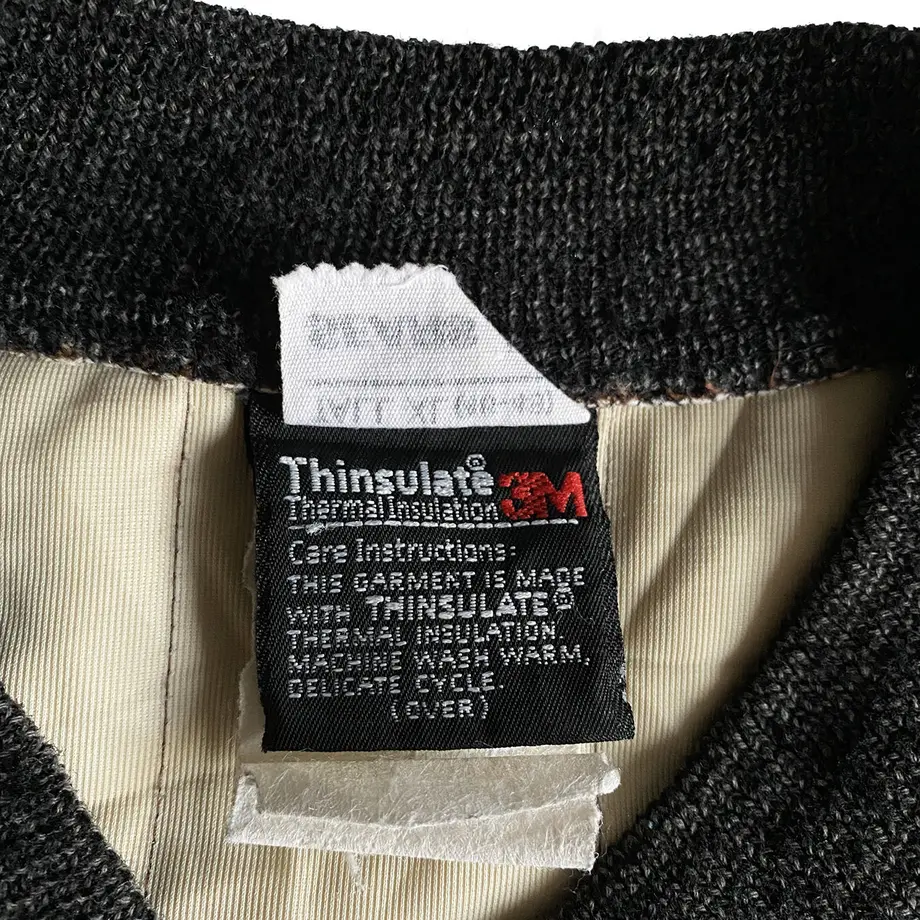 Thinsulate® 3M
Thermal Insulation
Care Instructions:
THIS GARMENT IS MADE
WITH THINSULATE®
THERMAL INSULATION.
MACHINE WASH WARM,
DELICATE CYCLE.
(OVER)